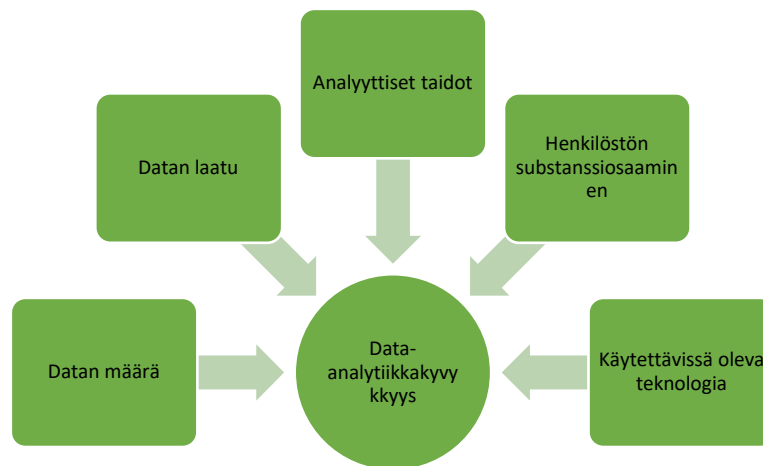 Analyyttiset taidot
Datan laatu
Henkilöstön
substanssiosaamin
en
Datan määrä
Data-
analytiikkakyvy
kkyys
Käytettävissä oleva
teknologia